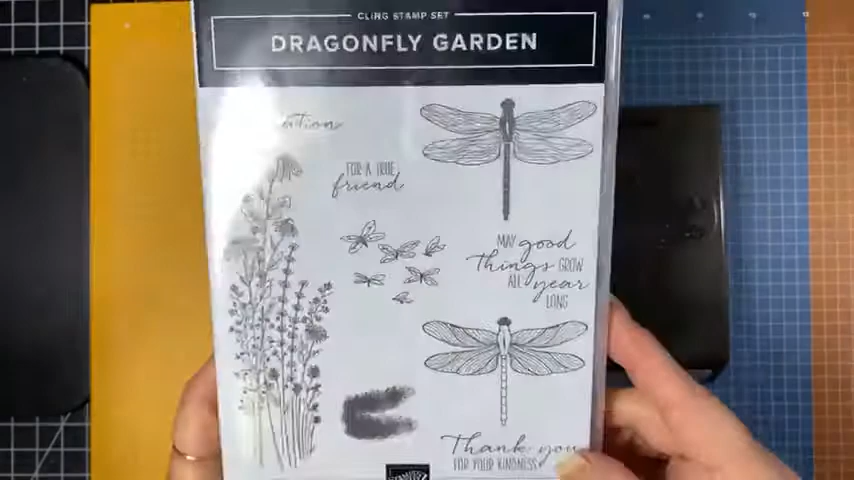 CLING STAMP SET
DRAGONFLY GARDEN
FOR A TRUE
friend
MAY good
things GROW
ALL year
LONG
Thank you
FOR YOUR KINDNESS